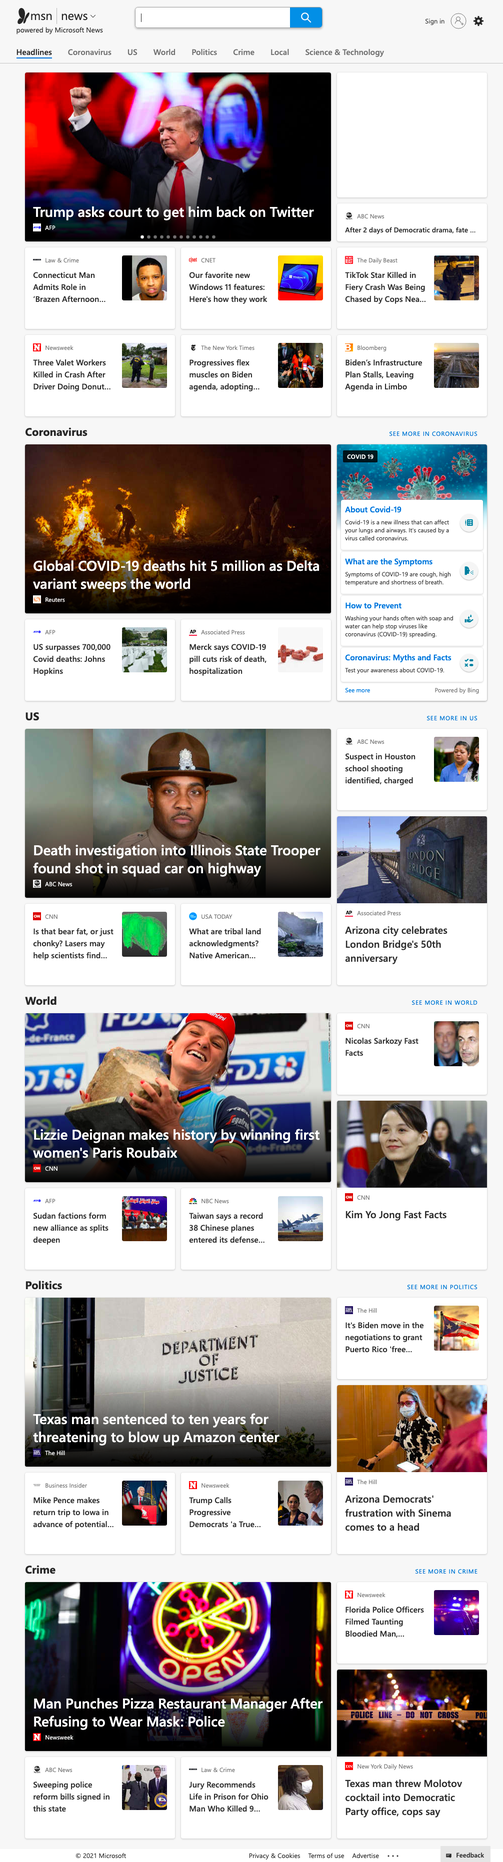 msn | news
powered by Microsoft News
Sign in
Headlines Coronavirus US World Politics Crime Local Science & Technology
Trump asks court to get him back on Twitter
AFP
ABC News
After 2 days of Democratic drama, fate ...
Law & Crime
Connecticut Man
Admits Role in
'Brazen Afternoon...
CNET
Our favorite new
Windows 11 features:
Here's how they work
The Daily Beast
TikTok Star Killed in
Fiery Crash Was Being
Chased by Cops Nea...
Newsweek
Three Valet Workers
Killed in Crash After
Driver Doing Donut...
The New York Times
Progressives flex
muscles on Biden
agenda, adopting...
Bloomberg
Biden's Infrastructure
Plan Stalls, Leaving
Agenda in Limbo
Coronavirus
SEE MORE IN CORONAVIRUS
Global COVID-19 deaths hit 5 million as Delta
variant sweeps the world
Reuters
COVID 19
About Covid-19
Covid-19 is a new illness that can affect
your lungs and airways. It's caused by a
virus called coronavirus.
What are the Symptoms
Symptoms of COVID-19 are cough, high
temperature and shortness of breath.
How to Prevent
Washing your hands often with soap and
water can help stop viruses like
coronavirus (COVID-19) spreading.
Coronavirus: Myths and Facts
Test your awareness about COVID-19.
See more
Powered by Bing
AFP
US surpasses 700,000
Covid deaths: Johns
Hopkins
AP Associated Press
Merck says COVID-19
pill cuts risk of death,
hospitalization
US
SEE MORE IN US
Death investigation into Illinois State Trooper
found shot in squad car on highway
ABC News
ABC News
Suspect in Houston
school shooting
identified, charged
LONDON
BRIDGE
AP Associated Press
Arizona city celebrates
London Bridge's 50th
anniversary
CNN
Is that bear fat, or just
chonky? Lasers may
help scientists find...
USA TODAY
What are tribal land
acknowledgments?
Native American...
World
SEE MORE IN WORLD
FDJ
de-France
Lizzie Deignan makes history by winning first
women's Paris Roubaix
CNN
CNN
Nicolas Sarkozy Fast
Facts
CNN
Kim Yo Jong Fast Facts
AFP
Sudan factions form
new alliance as splits
deepen
NBC News
Taiwan says a record
38 Chinese planes
entered its defense...
Politics
SEE MORE IN POLITICS
DEPARTMENT
OF
JUSTICE
Texas man sentenced to ten years for
threatening to blow up Amazon center
The Hill
The Hill
It's Biden move in the
negotiations to grant
Puerto Rico 'free...
The Hill
Arizona Democrats'
frustration with Sinema
comes to a head
Business Insider
Mike Pence makes
return trip to Iowa in
advance of potential...
Newsweek
Trump Calls
Progressive
Democrats 'a True...
Crime
SEE MORE IN CRIME
OPEN
Man Punches Pizza Restaurant Manager After
Refusing to Wear Mask: Police
Newsweek
Newsweek
Florida Police Officers
Filmed Taunting
Bloodied Man,...
POLICE LINE - DO NOT CROSS
New York Daily News
Texas man threw Molotov
cocktail into Democratic
Party office, cops say
ABC News
Sweeping police
reform bills signed in
this state
Law & Crime
Jury Recommends
Life in Prison for Ohio
Man Who Killed 9...
© 2021 Microsoft
Privacy & Cookies Terms of use Advertise ...
Feedback